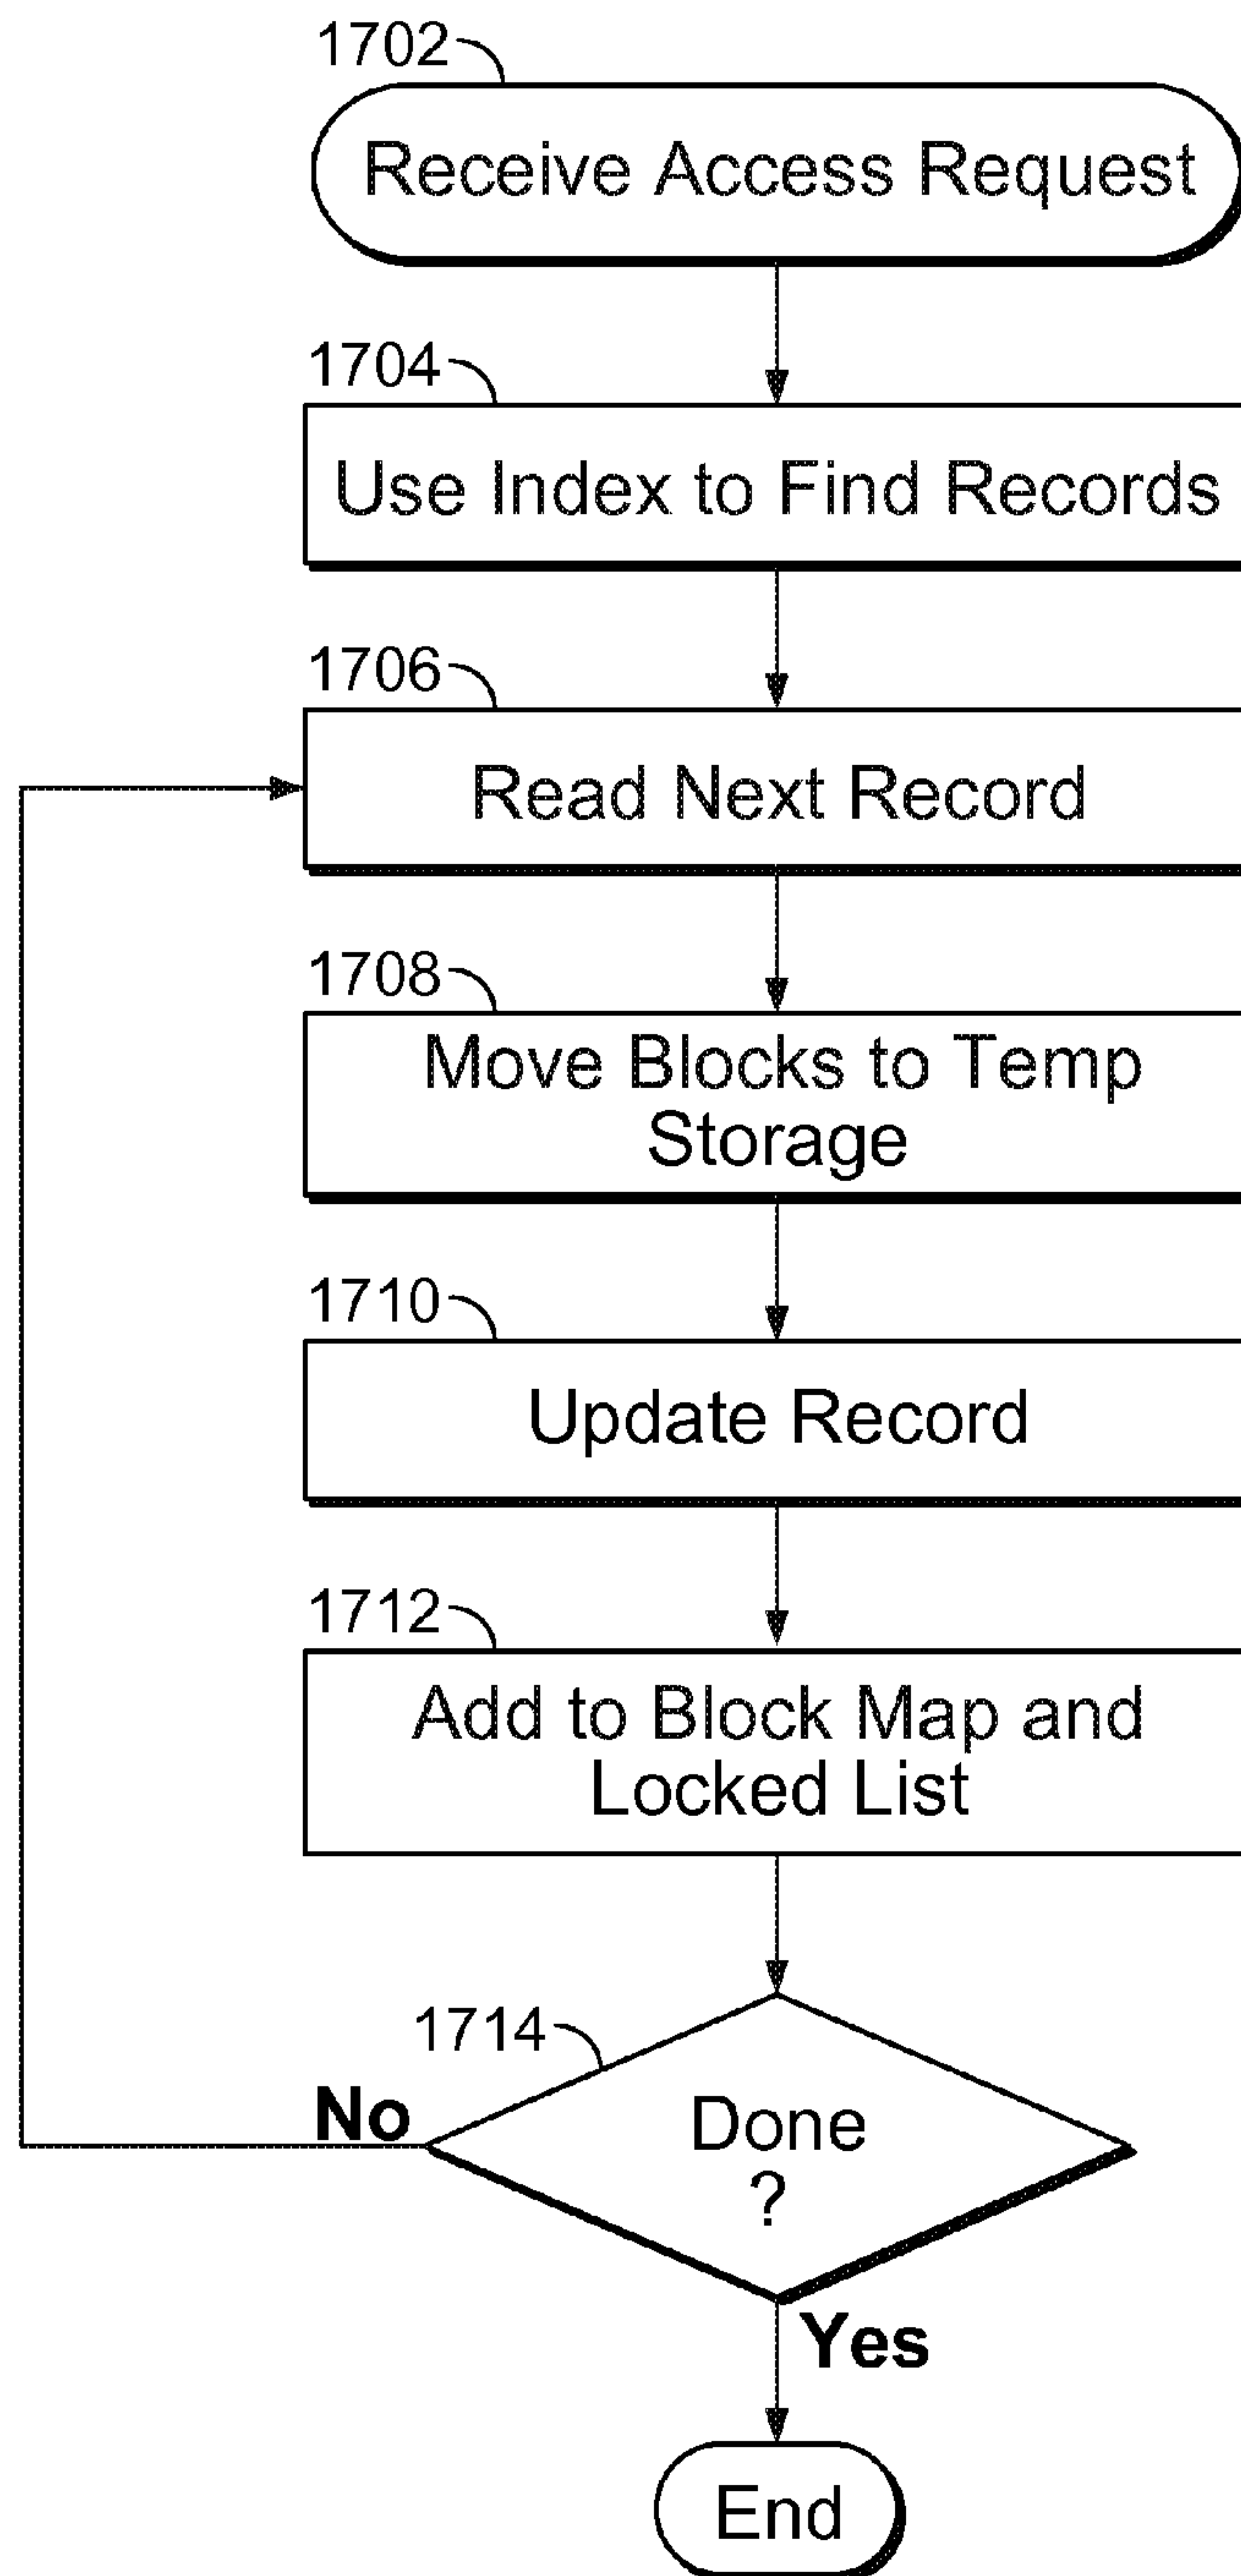 1702
Receive Access Request
1704
Use Index to Find Records
1706
Read Next Record
1708
Move Blocks to Temp
Storage
1710
Update Record
1712
Add to Block Map and
Locked List
1714
No
Done
?
Yes
End